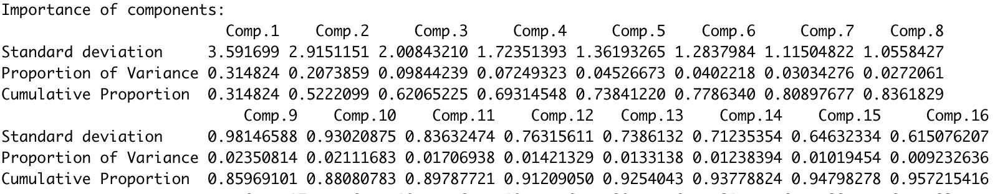 Importance of components:
Comp.1 Comp.2 Comp.3 Comp.4 Comp.5 Comp.6 Comp.7 Comp.8
Standard deviation 3.591699 2.9151151 2.00843210 1.72351393 1.36193265 1.2837984 1.11504822 1.0558427
Proportion of Variance 0.314824 0.2073859 0.09844239 0.07249323 0.04526673 0.0402218 0.03034276 0.0272061
Cumulative Proportion 0.314824 0.5222099 0.62065225 0.69314548 0.73841220 0.7786340 0.80897677 0.8361829
Comp.9 Comp.10 Comp.11 Comp.12 Comp.13 Comp.14 Comp.15 Comp.16
Standard deviation 0.98146588 0.93020875 0.83632474 0.76315611 0.7386132 0.71235354 0.64632334 0.615076207
Proportion of Variance 0.02350814 0.02111683 0.01706938 0.01421329 0.0133138 0.01238394 0.01019454 0.009232636
Cumulative Proportion 0.85969101 0.88080783 0.89787721 0.91209050 0.9254043 0.93778824 0.94798278 0.957215416